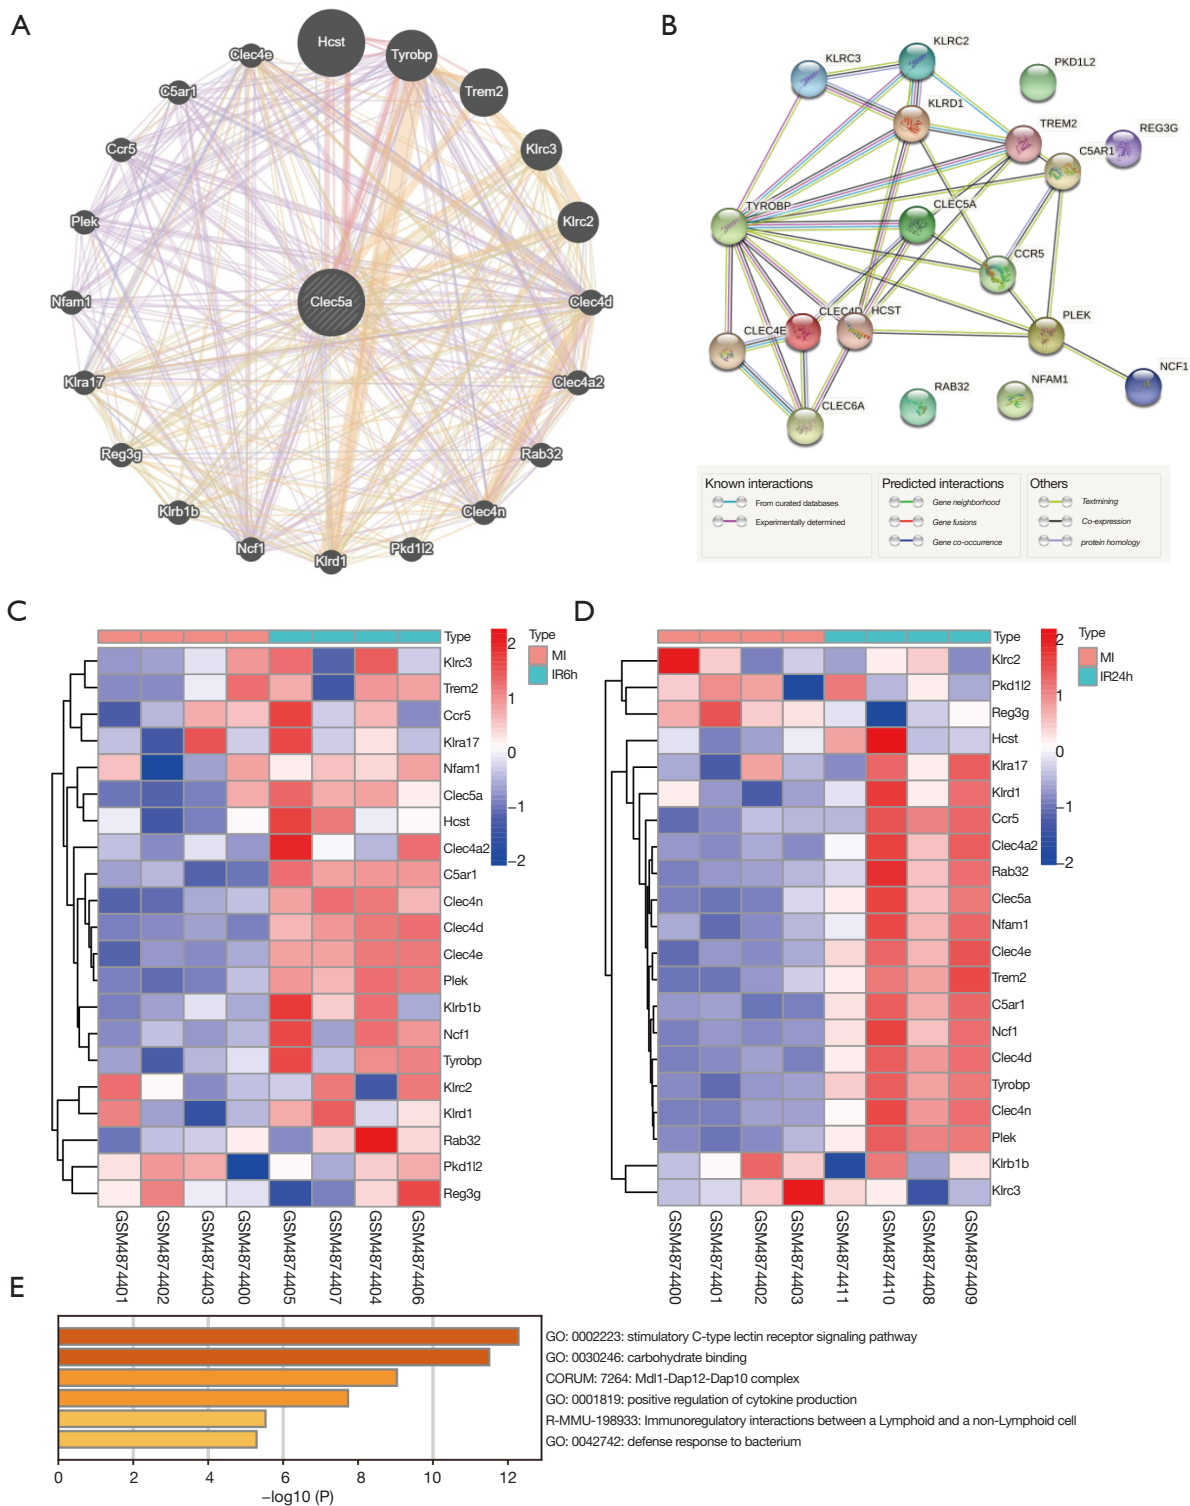 A
Hcst
Tyrobp
Trem2
Klrc3
Klrc2
Clec4d
Clec4a2
Rab32
Clec4n
Pkd1l2
Klrd1
Ncf1
Klrb1b
Reg3g
Klra17
Nfam1
Plek
Ccr5
C5ar1
Clec4e
Clec5a
B
KLRC3
KLRC2
PKD1L2
KLRD1
TREM2
REG3G
C5AR1
TYROBP
CLEC5A
CCR5
CLEC4E
CLEC4D
HCST
PLEK
NCF1
RAB32
NFAM1
CLEC6A
Known interactions
From curated databases
Experimentally determined
Predicted interactions
Gene neighborhood
Gene fusions
Gene co-occurrence
Others
Textmining
Co-expression
protein homology
C
Type
Klrc3
Trem2
Ccr5
Klra17
Nfam1
Clec5a
Hcst
Clec4a2
C5ar1
Clec4n
Clec4d
Clec4e
Plek
Klrb1b
Ncf1
Tyrobp
Klrc2
Klrd1
Rab32
Pkd1l2
Reg3g
2
1
0
−1
−2
Type
MI
IR6h
GSM4874401
GSM4874402
GSM4874403
GSM4874400
GSM4874405
GSM4874407
GSM4874404
GSM4874406
D
Type
Klrc2
Pkd1l2
Reg3g
Hcst
Klra17
Klrd1
Ccr5
Clec4a2
Rab32
Clec5a
Nfam1
Clec4e
Trem2
C5ar1
Ncf1
Clec4d
Tyrobp
Clec4n
Plek
Klrb1b
Klrc3
2
1
0
−1
−2
Type
MI
IR24h
GSM4874400
GSM4874401
GSM4874402
GSM4874403
GSM4874411
GSM4874410
GSM4874408
GSM4874409
E
GO: 0002223: stimulatory C-type lectin receptor signaling pathway
GO: 0030246: carbohydrate binding
CORUM: 7264: Mdl1-Dap12-Dap10 complex
GO: 0001819: positive regulation of cytokine production
R-MMU-198933: Immunoregulatory interactions between a Lymphoid and a non-Lymphoid cell
GO: 0042742: defense response to bacterium
0 2 4 6 8 10 12
−log10 (P)